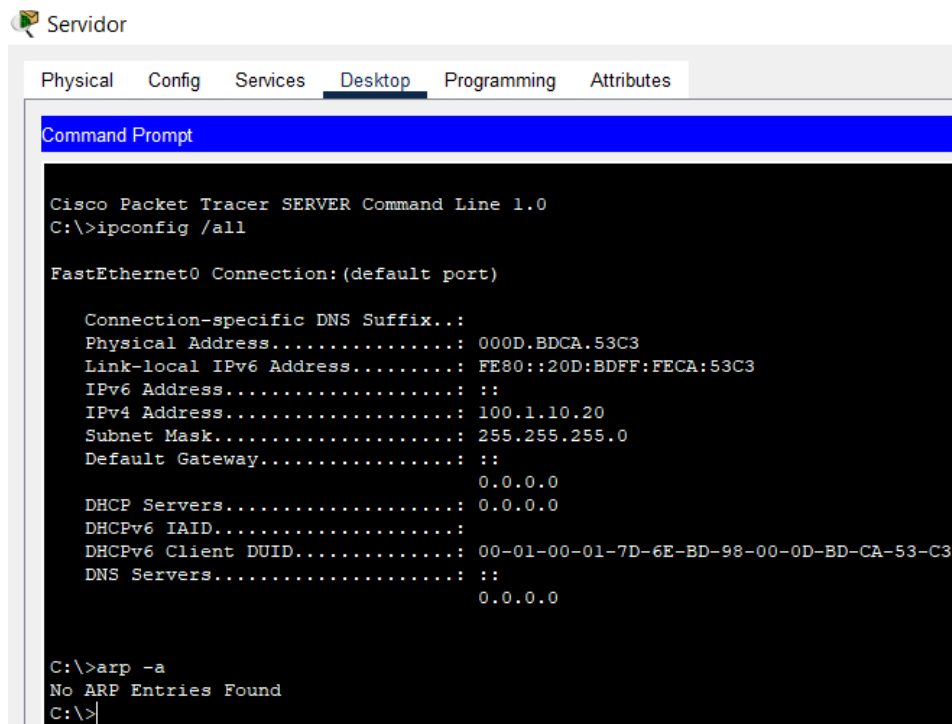 Servidor
Physical Config Services Desktop Programming Attributes
Command Prompt
Cisco Packet Tracer SERVER Command Line 1.0
C:\>ipconfig /all
FastEthernet0 Connection:(default port)
Connection-specific DNS Suffix..:
Physical Address................: 000D.BDCA.53C3
Link-local IPv6 Address.........: FE80::20D:BDFF:FECA:53C3
IPv6 Address....................: ::
IPv4 Address....................: 100.1.10.20
Subnet Mask.....................: 255.255.255.0
Default Gateway.................: ::
0.0.0.0
DHCP Servers....................: 0.0.0.0
DHCPv6 IAID.....................:
DHCPv6 Client DUID..............: 00-01-00-01-7D-6E-BD-98-00-0D-BD-CA-53-C3
DNS Servers.....................: ::
0.0.0.0
C:\>arp -a
No ARP Entries Found
C:\>